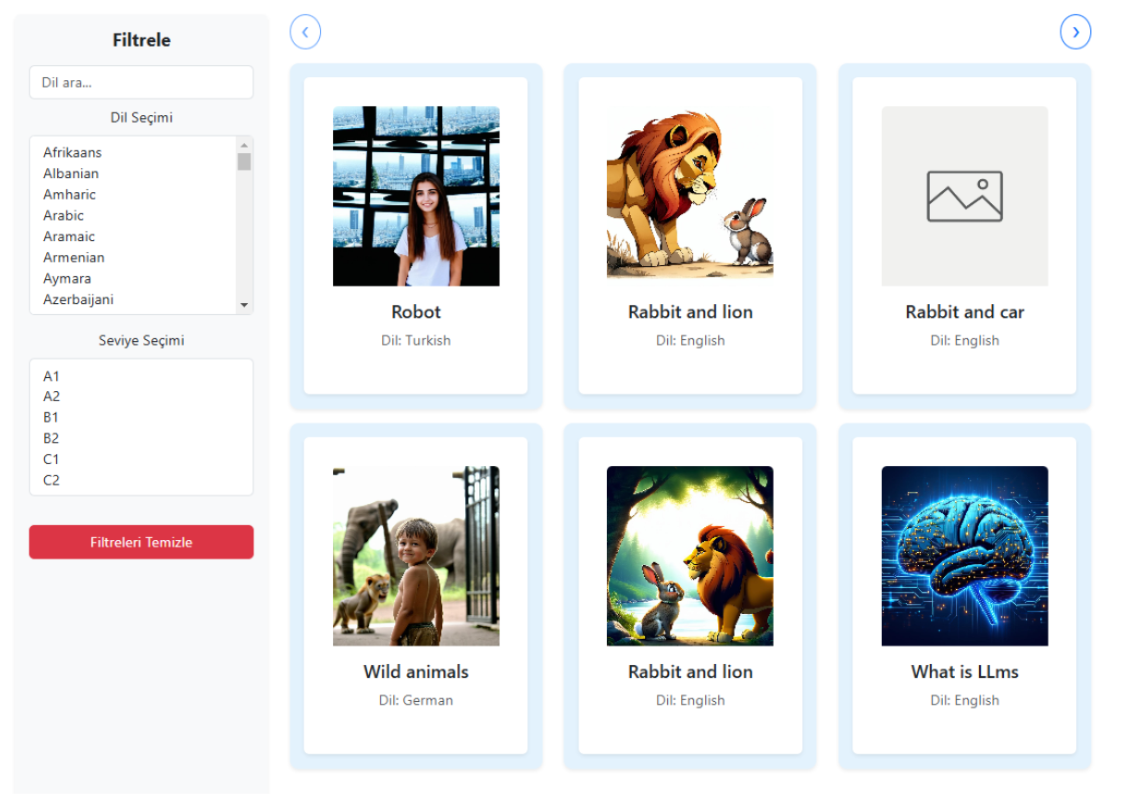 Filtrele
Dil ara...
Dil Seçimi
Afrikaans
Albanian
Amharic
Arabic
Aramaic
Armenian
Aymara
Azerbaijani
Seviye Seçimi
A1
A2
B1
B2
C1
C2
Filtreleri Temizle
Robot
Dil: Turkish
Rabbit and lion
Dil: English
Rabbit and car
Dil: English
Wild animals
Dil: German
Rabbit and lion
Dil: English
What is LLms
Dil: English